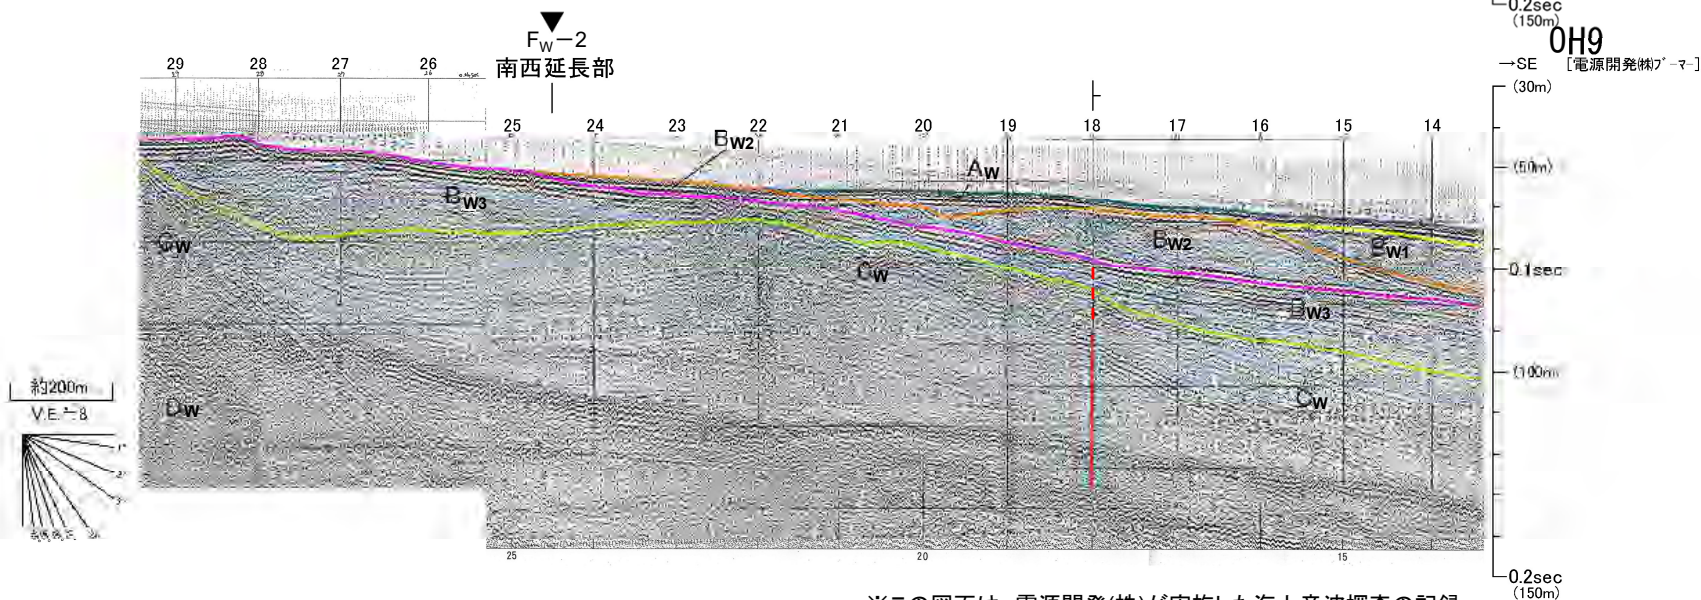 0.2sec
(150m)
OH9
→SE
[電源開発㈱ブーマー]
FW－2
南西延長部
29 28 27 26
25 24 23 22 21 20 19 18 17 16 15 14
(30m)
(50m)
0.1sec
(100m)
0.2sec
(150m)
BW2
AW
BW3
BW2
BW1
CW
CW
BW3
CW
DW
約200m
V.E.≒8
25 20 15